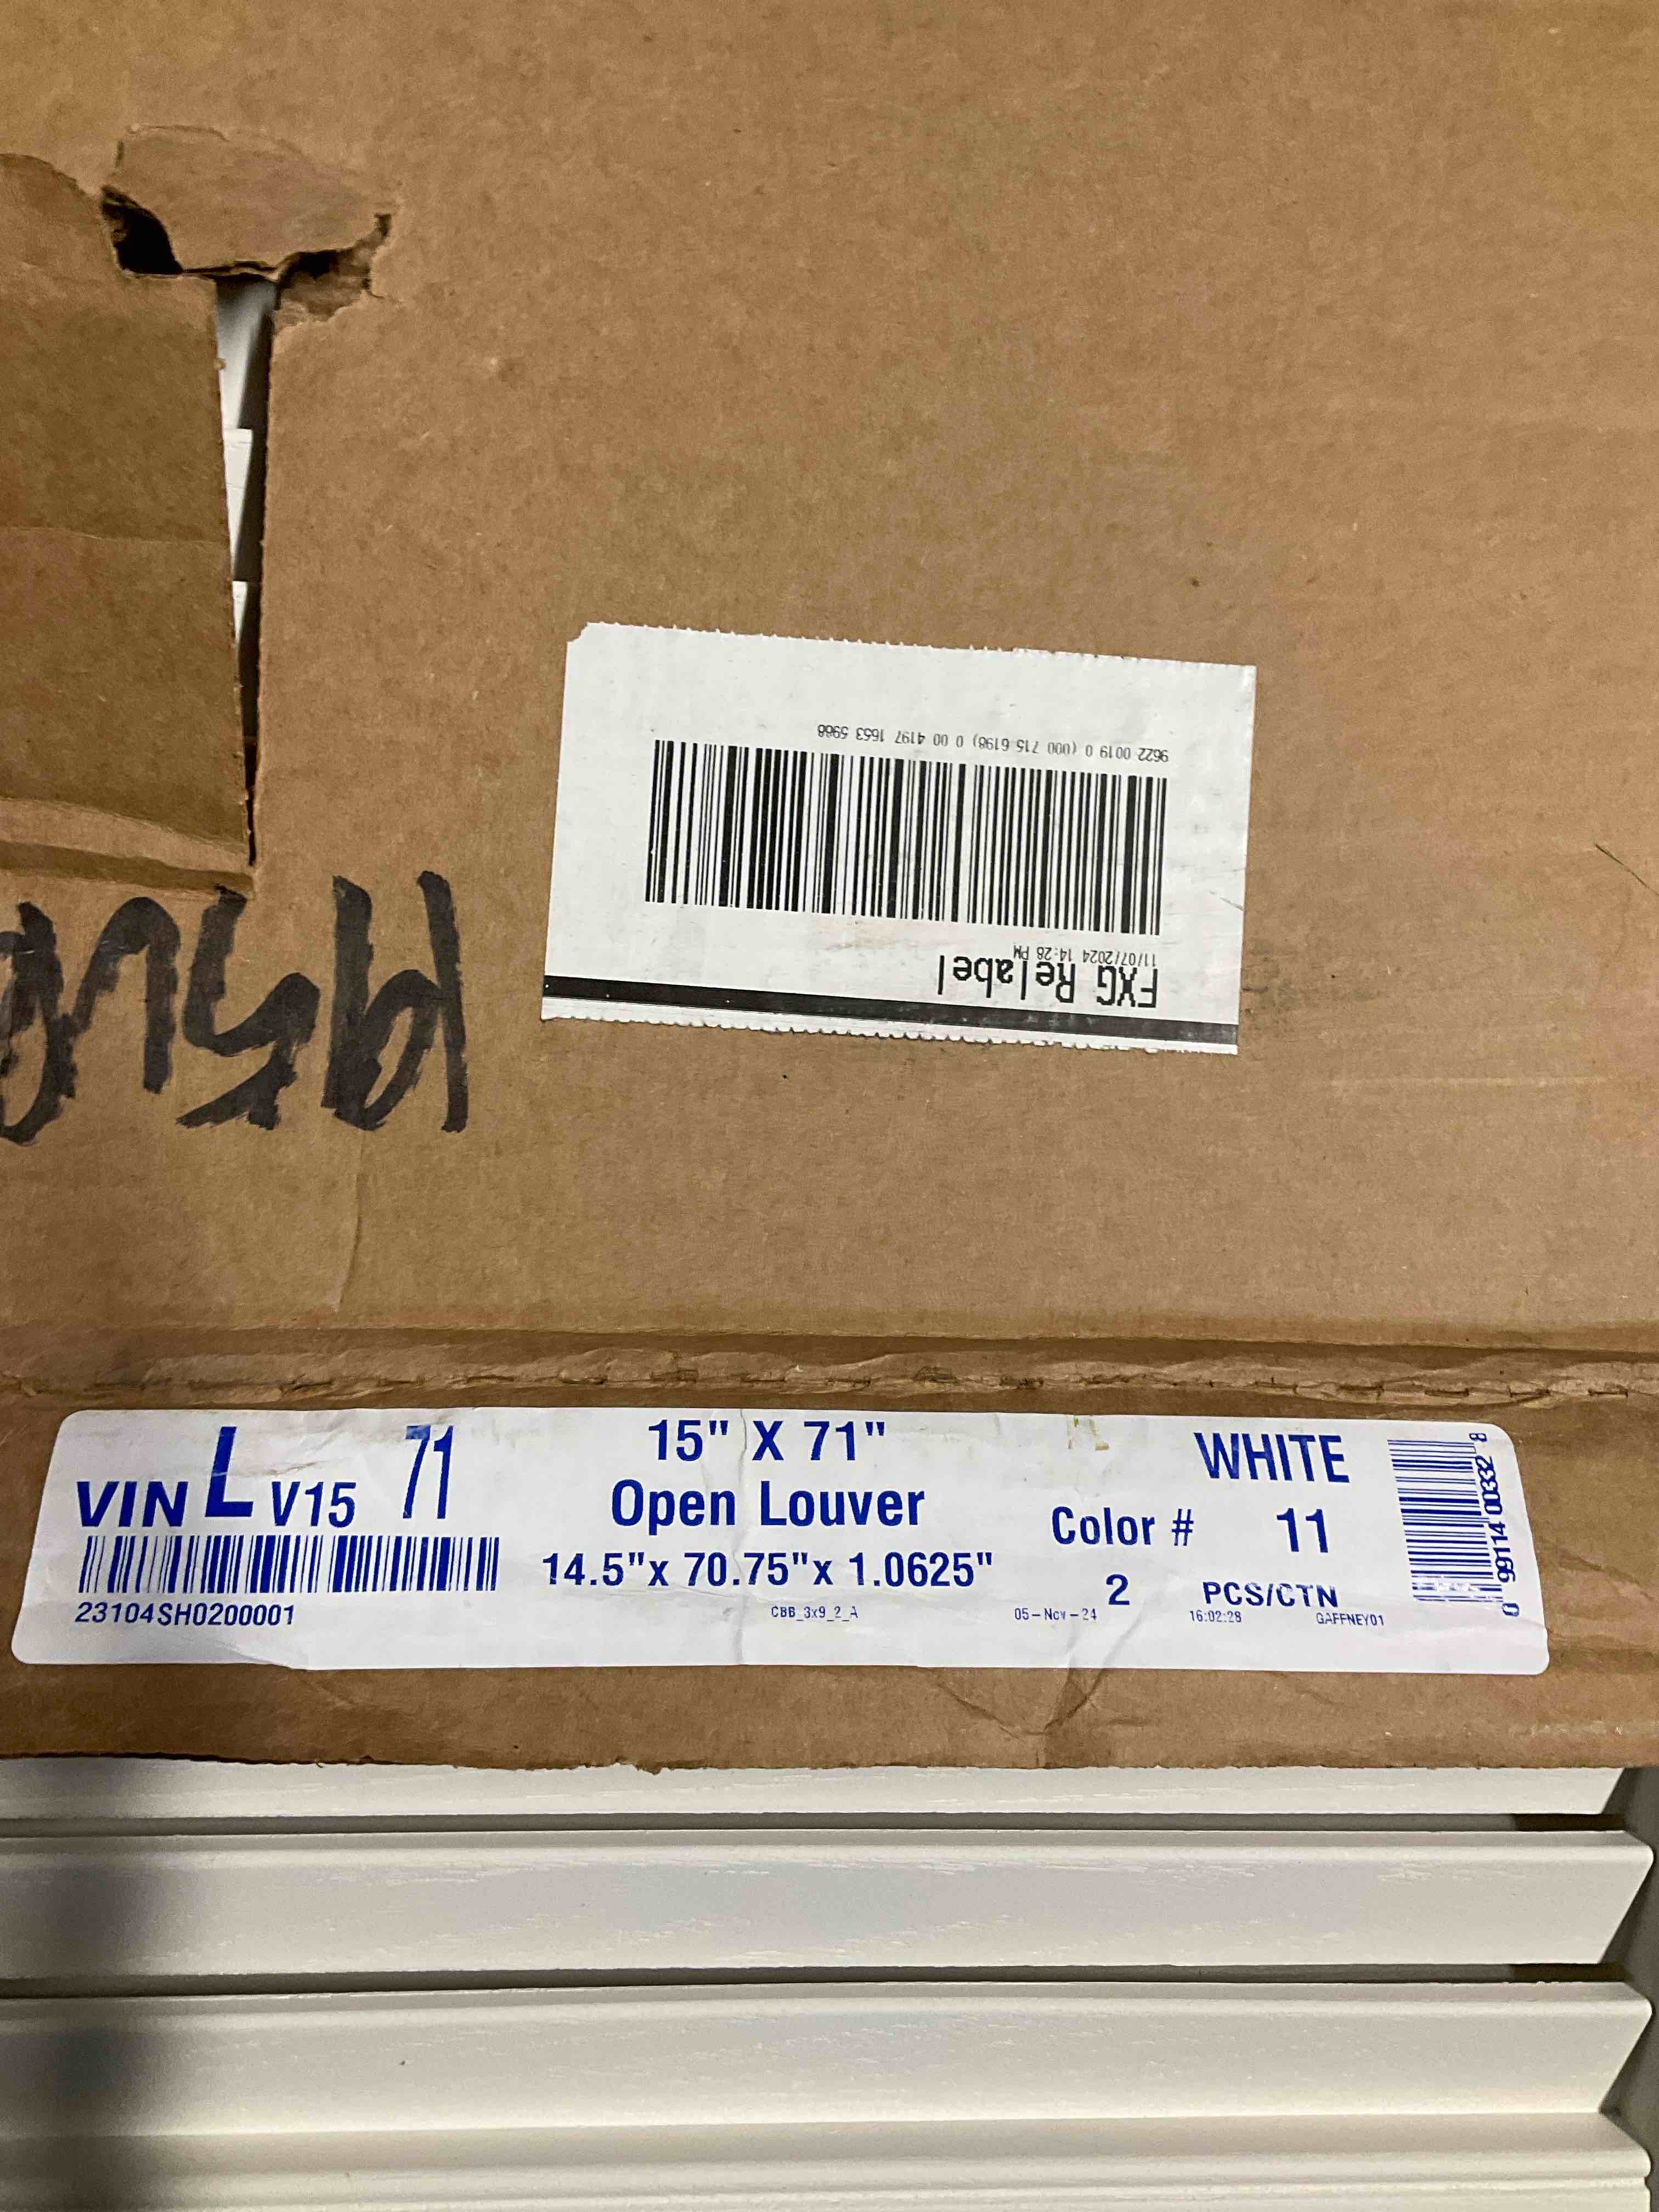 FXG Relabel
11/07/2024 14:28 PM
9622 0019 0 (000 715 6198) 0 00 4197 1653 5988
VIN L V15 71
23104SH0200001
15" X 71"
Open Louver
14.5"x 70.75"x 1.0625"
CBB_3x9_2_A
WHITE
Color # 11
2 PCS/CTN
05-Nov-24 16:02:28 GAFFNEY01
0 99114 00332 8